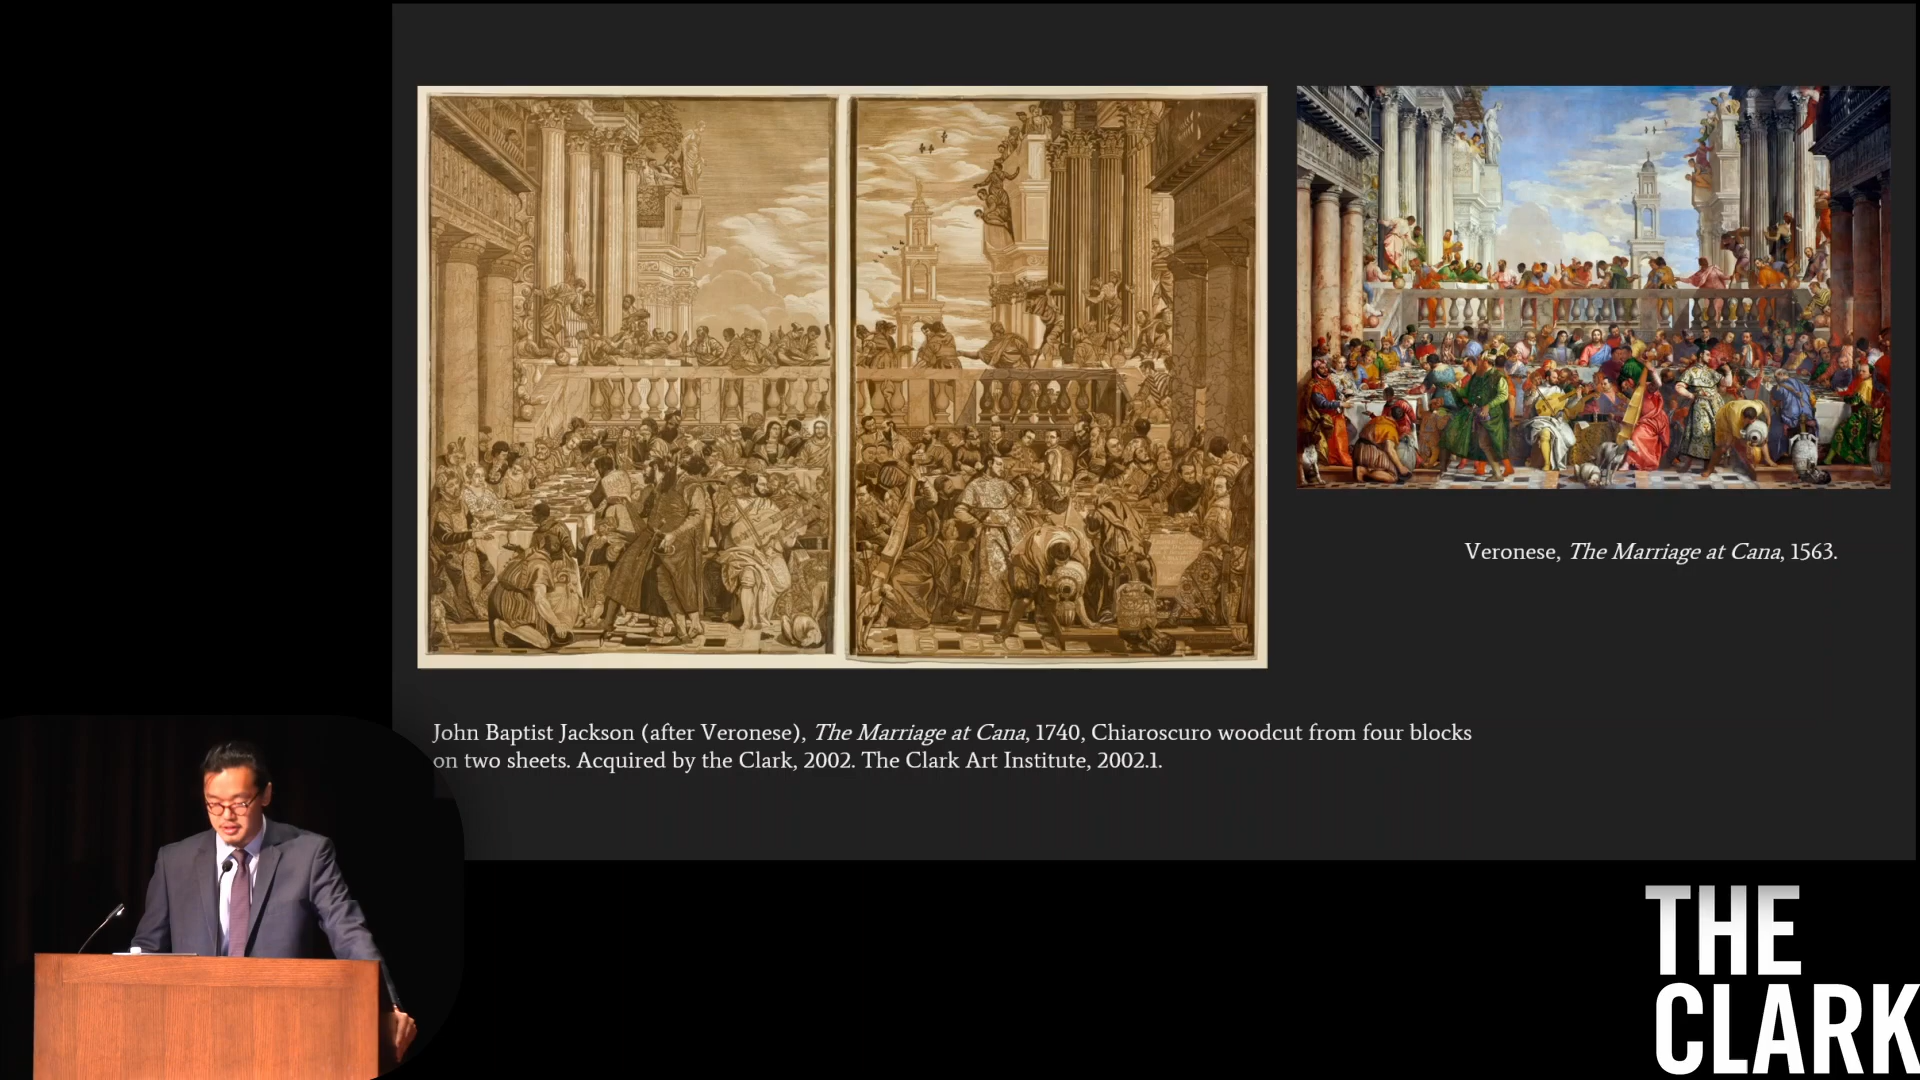 Veronese, The Marriage at Cana, 1563.
John Baptist Jackson (after Veronese), The Marriage at Cana, 1740, Chiaroscuro woodcut from four blocks
on two sheets. Acquired by the Clark, 2002. The Clark Art Institute, 2002.1.
THE
CLARK